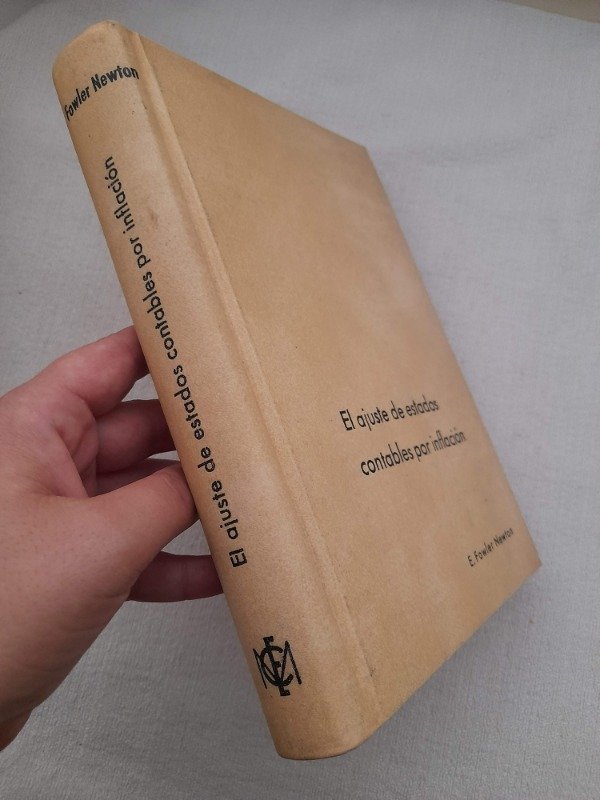 Fowler Newton
El ajuste de estados contables por inflación
El ajuste de estados
contables por inflación
E. Fowler Newton